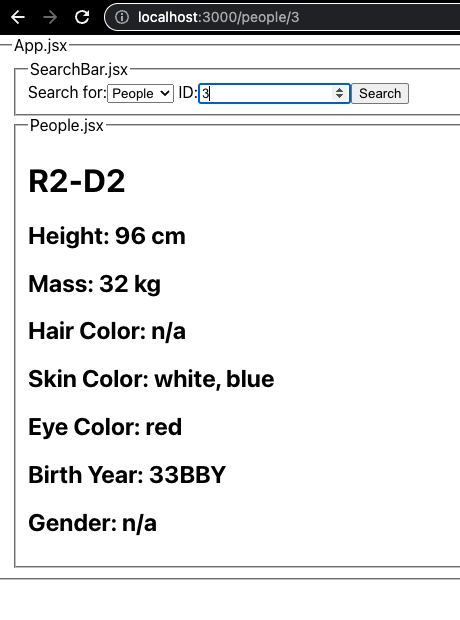 localhost:3000/people/3
App.jsx
SearchBar.jsx
Search for: People ID: 3 Search
People.jsx
R2-D2
Height: 96 cm
Mass: 32 kg
Hair Color: n/a
Skin Color: white, blue
Eye Color: red
Birth Year: 33BBY
Gender: n/a